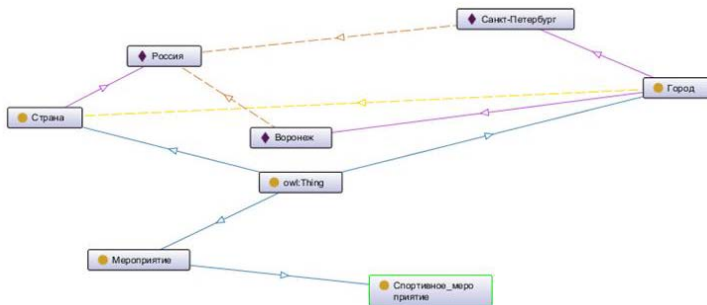 Санкт-Петербург
Россия
Город
Страна
Воронеж
owl:Thing
Мероприятие
Спортивное_меро
приятие